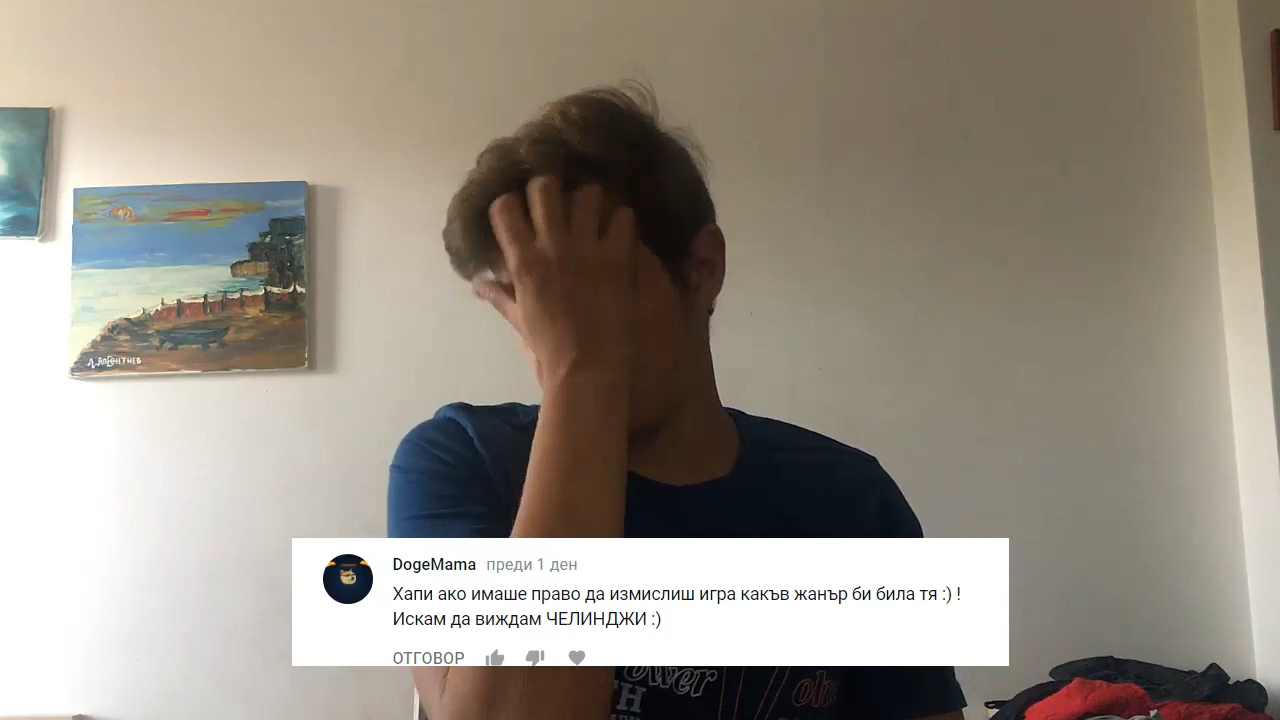 DogeMama преди 1 ден
Хапи ако имаше право да измислиш игра какъв жанър би била тя :) !
Искам да виждам ЧЕЛИНДЖИ :)
ОТГОВОР